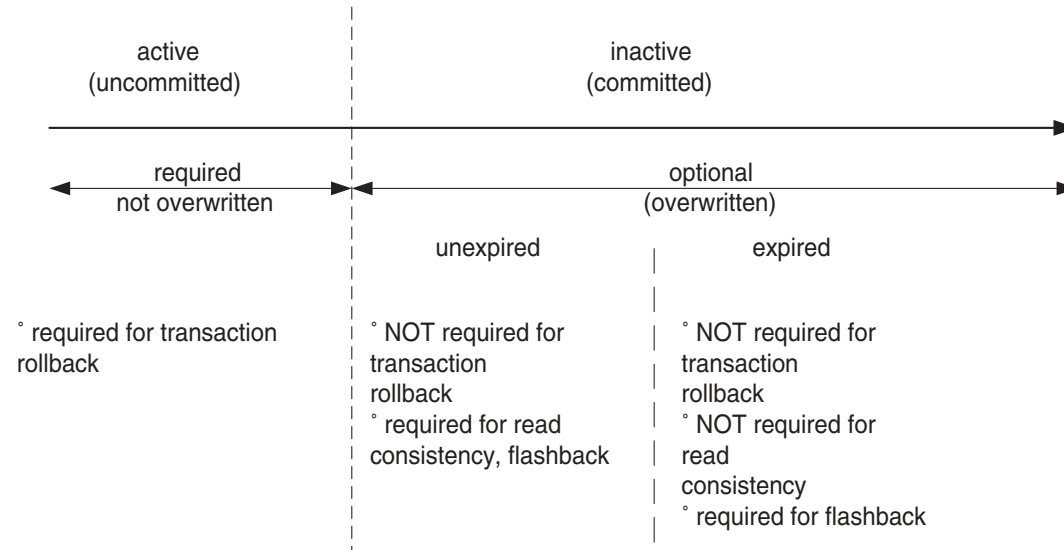 active
(uncommitted)
inactive
(committed)
required
not overwritten
optional
(overwritten)
unexpired
expired
° required for transaction
rollback
° NOT required for
transaction
rollback
° required for read
consistency, flashback
° NOT required for
transaction
rollback
° NOT required for
read
consistency
° required for flashback